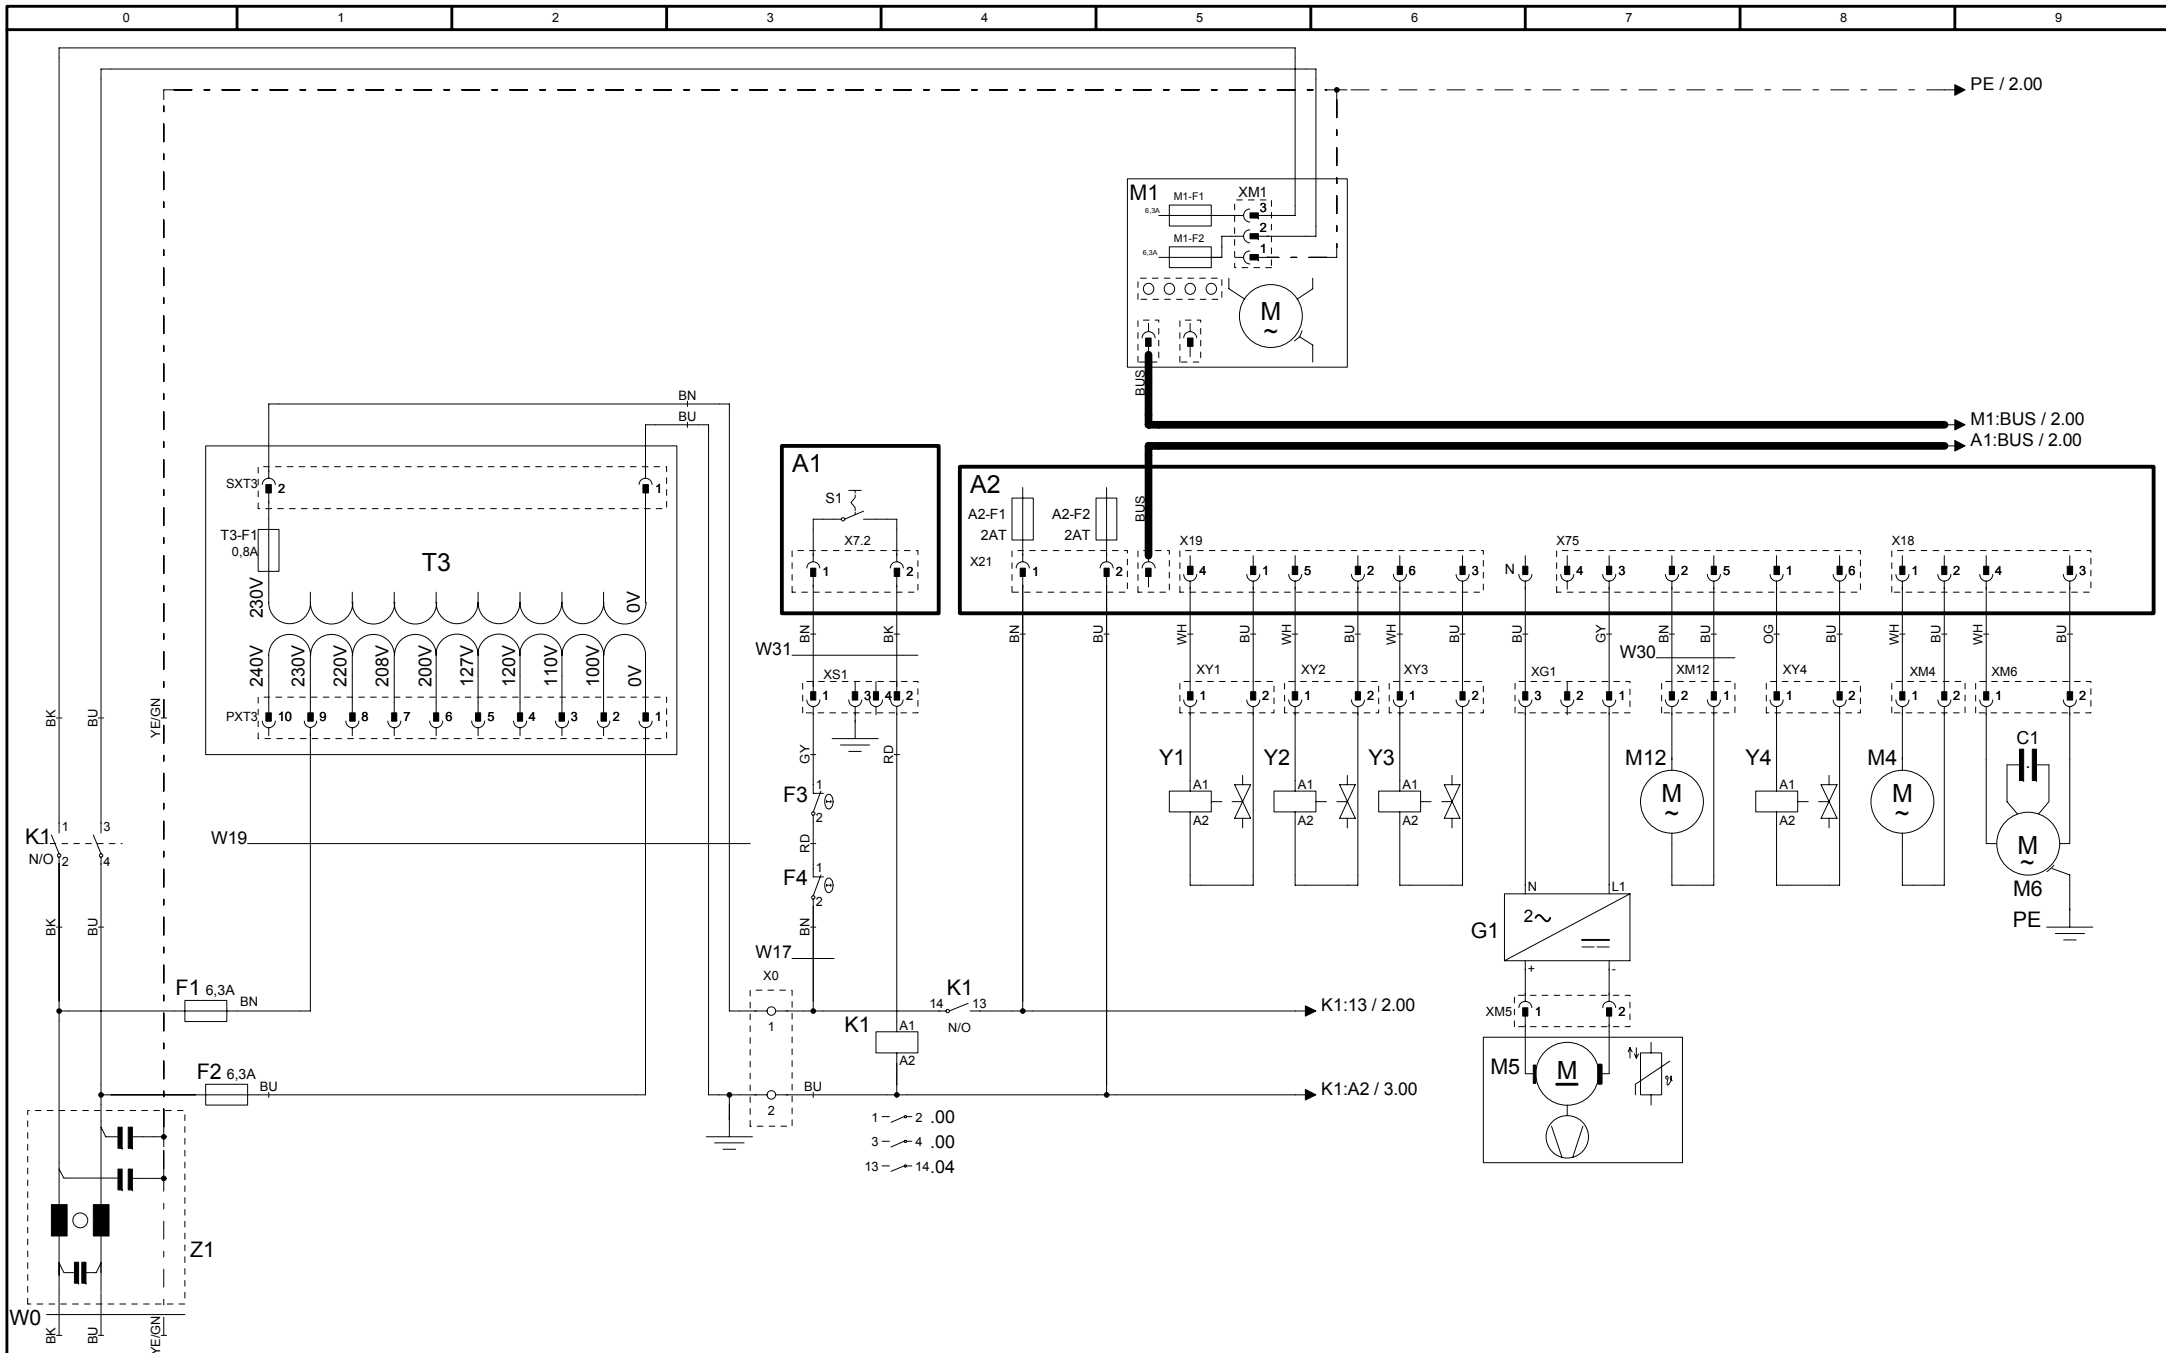 0 1 2 3 4 5 6 7 8 9
PE / 2.00
M1 M1-F1 XM1
6,3A 3
M1-F2 2
6,3A 1
M
~
BUS
BN
BU
M1:BUS / 2.00
A1:BUS / 2.00
SXT3 2 1
T3-F1
0,8A
T3
230V 0V
240V 230V 220V 208V 200V 127V 120V 110V 100V 0V
PXT3 10 9 8 7 6 5 4 3 2 1
A1
S1
X7.2
1 2
A2
A2-F1 A2-F2 BUS
2AT 2AT
X21 1 2
X19
4 1 5 2 6 3
N
X75
4 3 2 5 1 6
X18
1 2 4 3
BN BK BN BU WH BU WH BU WH BU BU GY BN BU OG BU WH BU WH BU
W31 W30
XS1 XY1 XY2 XY3 XG1 XM12 XY4 XM4 XM6
1 3 4 2 1 2 1 2 1 2 3 2 1 2 1 1 2 1 2 1 2
BK BU YE/GN
GY RD
Y1 Y2 Y3 M12 Y4 M4 C1
A1 A1 A1 A1
A2 A2 A2 A2
M
~
M
~
M
~
M6
PE
F3 1
2
RD
F4 1
2
BN
K1 1 3
N/O 2 4
W19
BK BU
W17
X0
N L1
G1 2~
+ -
F1 6,3A BN
1
14 K1 13
N/O
K1:13 / 2.00
K1 A1
A2
XM5 1 2
M5 M
F2 6,3A BU
2
BU
K1:A2 / 3.00
1 2 .00
3 4 .00
13 14 .04
Z1
W0
BK BU YE/GN